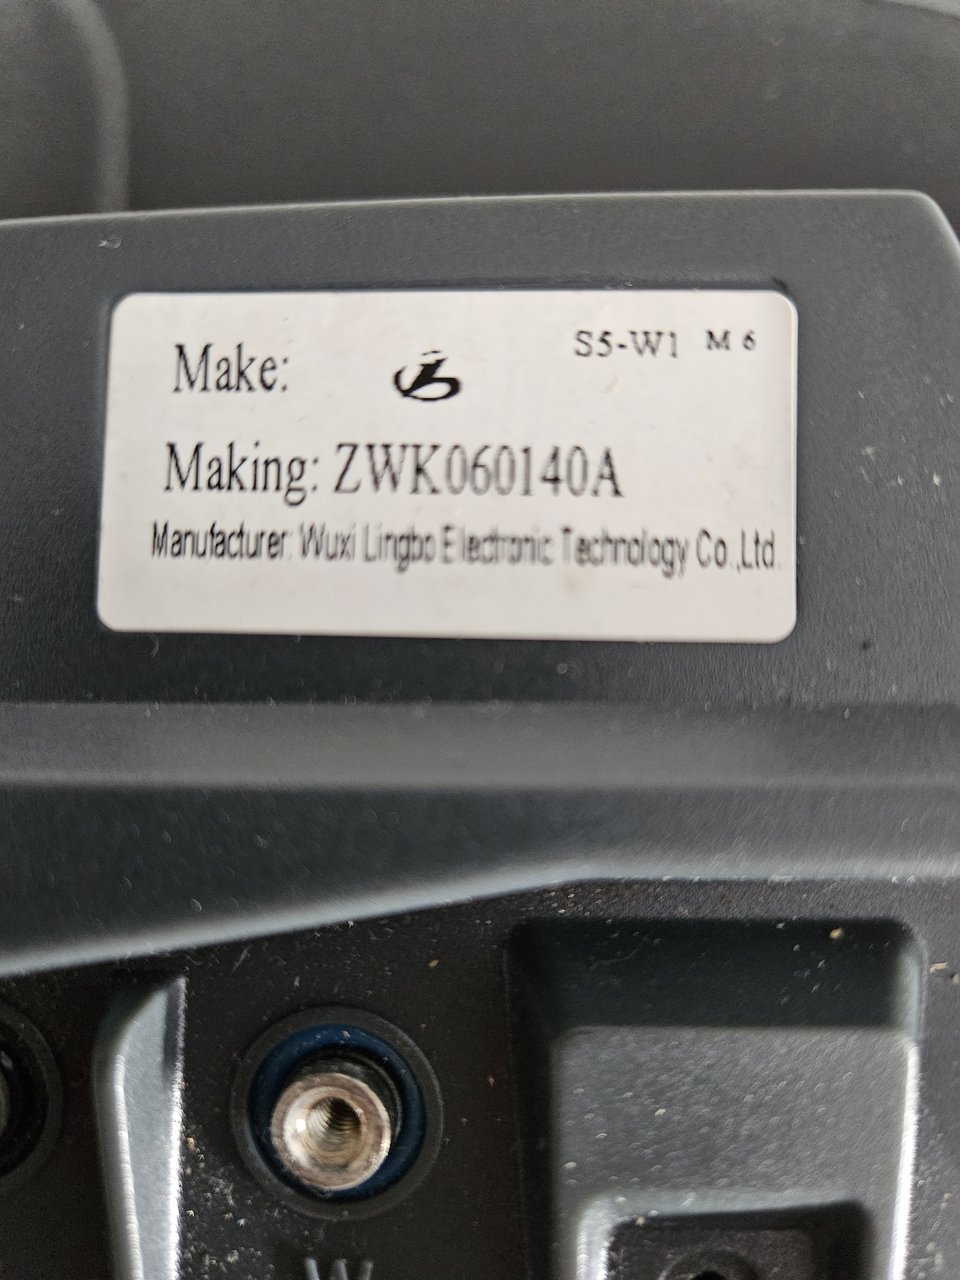 Make: S5-W1 M 6
Making: ZWK060140A
Manufacturer: Wuxi Lingbo Electronic Technology Co.,Ltd.
W